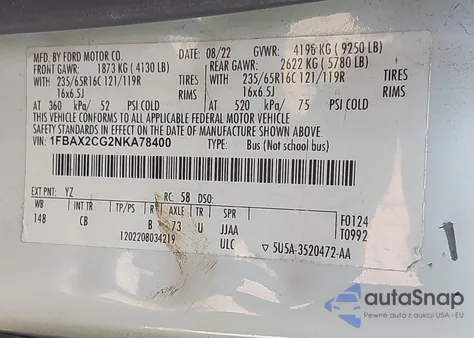 MFD. BY FORD MOTOR CO. DATE: 08/22 GVWR: 4195 KG (9250 LB)
FRONT GAWR: 1873 KG (4130 LB) REAR GAWR: 2622 KG (5780 LB)
WITH 235/65R16C 121/119R TIRES WITH 235/65R16C 121/119R TIRES
16x6.5J RIMS 16x6.5J RIMS
AT 360 kPa/ 52 PSI COLD AT 520 kPa/ 75 PSI COLD
THIS VEHICLE CONFORMS TO ALL APPLICABLE FEDERAL MOTOR VEHICLE
SAFETY STANDARDS IN EFFECT ON THE DATE OF MANUFACTURE SHOWN ABOVE.
VIN: 1FBAX2CG2NKA78400 TYPE: Bus (Not school bus)
EXT PNT: YZ RC: 58 DSO:
WB INT TR TP/PS R AXLE TR SPR F0124
148 CB B 73 U JJAA T0992
1202208034219 ULC 5U5A-3520472-AA
autaSnap
Pewne auta z aukcji USA - EU